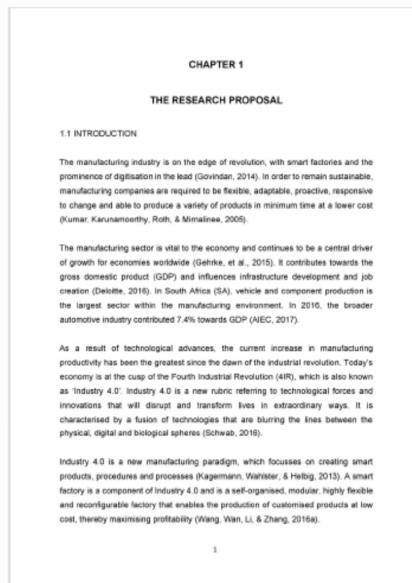 CHAPTER 1
THE RESEARCH PROPOSAL
1.1 INTRODUCTION
The manufacturing industry is on the edge of revolution, with smart factories and the
prominence of digitisation in the lead (Govindan, 2014). In order to remain sustainable,
manufacturing companies are required to be flexible, adaptable, proactive, responsive
to change and able to produce a variety of products in minimum time at a lower cost
(Kumar, Karunamoorthy, Roth, & Mirnalinee, 2005).
The manufacturing sector is vital to the economy and continues to be a central driver
of growth for economies worldwide (Gehrke, et al., 2015). It contributes towards the
gross domestic product (GDP) and influences infrastructure development and job
creation (Deloitte, 2016). In South Africa (SA), vehicle and component production is
the largest sector within the manufacturing environment. In 2016, the broader
automotive industry contributed 7.4% towards GDP (AIEC, 2017).
As a result of technological advances, the current increase in manufacturing
productivity has been the greatest since the dawn of the industrial revolution. Today's
economy is at the cusp of the Fourth Industrial Revolution (4IR), which is also known
as 'Industry 4.0'. Industry 4.0 is a new rubric referring to technological forces and
innovations that will disrupt and transform lives in extraordinary ways. It is
characterised by a fusion of technologies that are blurring the lines between the
physical, digital and biological spheres (Schwab, 2016).
Industry 4.0 is a new manufacturing paradigm, which focusses on creating smart
products, procedures and processes (Kagermann, Wahlster, & Helbig, 2013). A smart
factory is a component of Industry 4.0 and is a self-organised, modular, highly flexible
and reconfigurable factory that enables the production of customised products at low
cost, thereby maximising profitability (Wang, Wan, Li, & Zhang, 2016a).
1